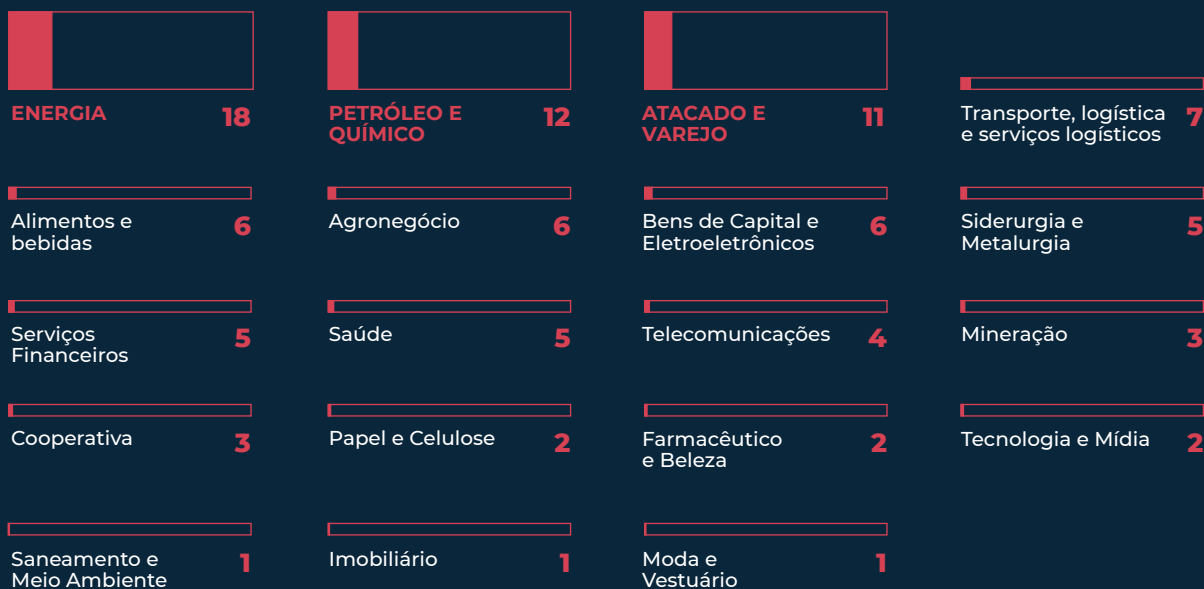 ENERGIA 18
PETRÓLEO E
QUÍMICO 12
ATACADO E
VAREJO 11
Transporte, logística
e serviços logísticos 7
Alimentos e
bebidas 6
Agronegócio 6
Bens de Capital e
Eletroeletrônicos 6
Siderurgia e
Metalurgia 5
Serviços
Financeiros 5
Saúde 5
Telecomunicações 4
Mineração 3
Cooperativa 3
Papel e Celulose 2
Farmacêutico
e Beleza 2
Tecnologia e Mídia 2
Saneamento e
Meio Ambiente 1
Imobiliário 1
Moda e
Vestuário 1